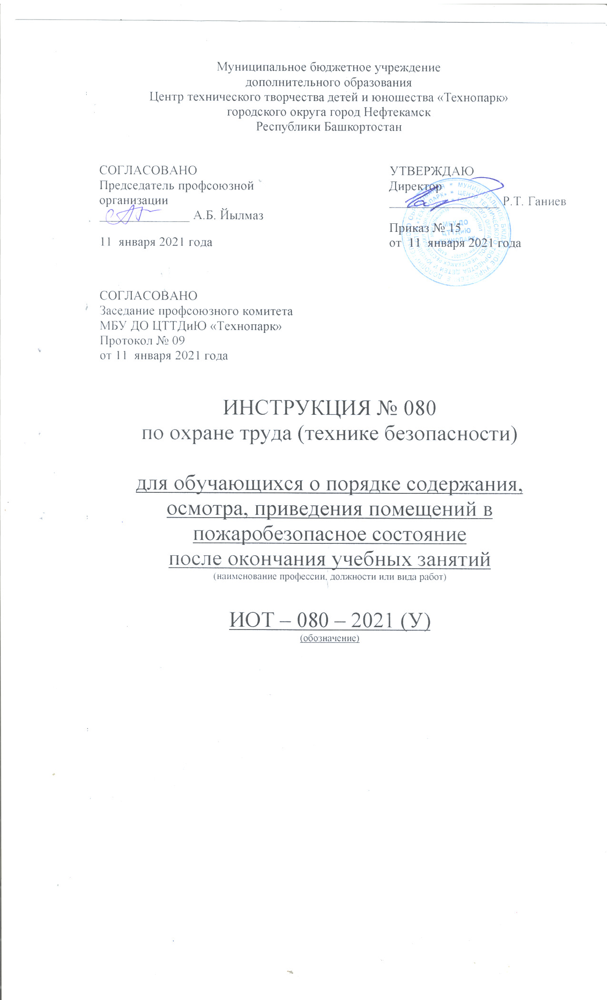 Муниципальное бюджетное учреждение
дополнительного образования
Центр технического творчества детей и юношества «Технопарк»
городского округа город Нефтекамск
Республики Башкортостан
СОГЛАСОВАНО
Председатель профсоюзной
организации
А.Б. Йылмаз
11 января 2021 года
УТВЕРЖДАЮ
Директор
Р.Т. Ганиев
Приказ № 15
от 11 января 2021 года
МБУ ДО
ЦТТДиЮ
«ТЕХНОПАРК»
СОГЛАСОВАНО
Заседание профсоюзного комитета
МБУ ДО ЦТТДиЮ «Технопарк»
Протокол № 09
от 11 января 2021 года
ИНСТРУКЦИЯ № 080
по охране труда (технике безопасности)
для обучающихся о порядке содержания,
осмотра, приведения помещений в
пожаробезопасное состояние
после окончания учебных занятий
(наименование профессии, должности или вида работ)
ИОТ – 080 – 2021 (У)
(обозначение)